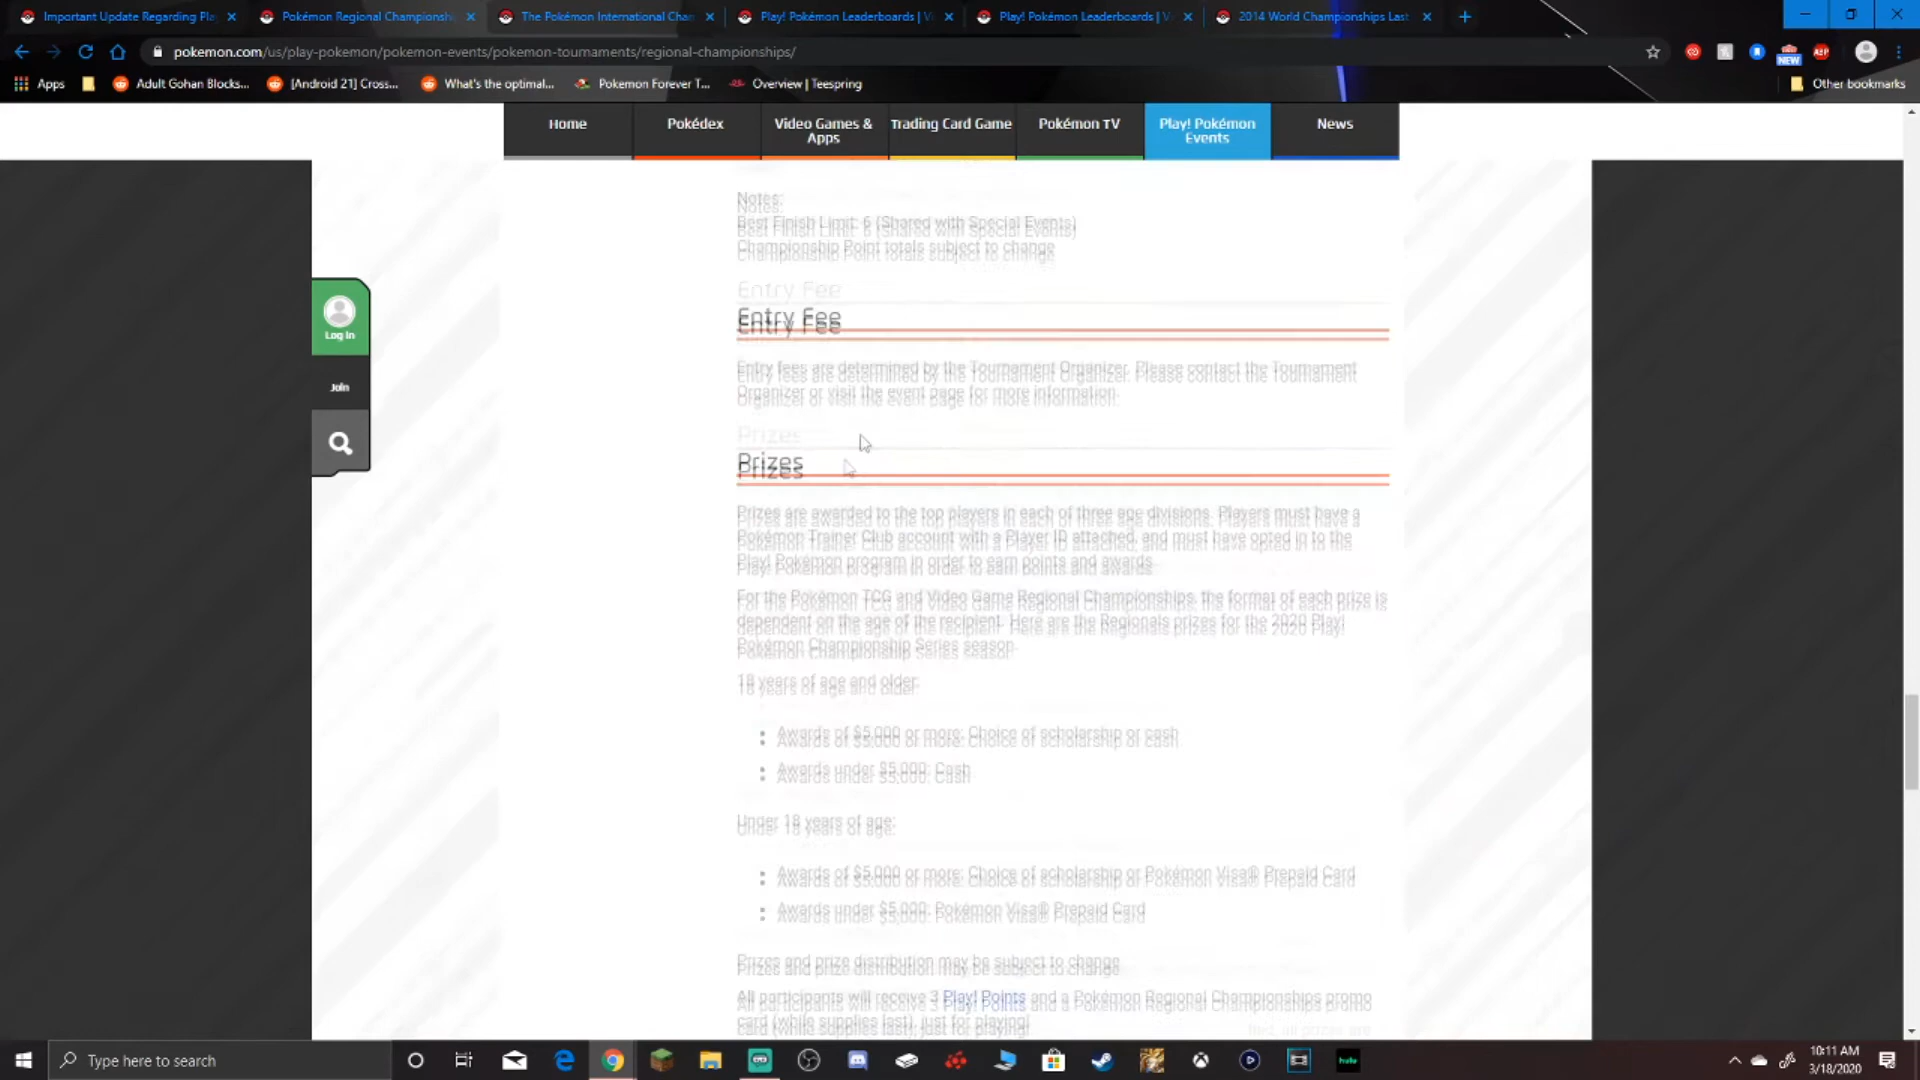 Important Update Regarding Pla
Pokémon Regional Championshi
The Pokémon International Cha
Play! Pokémon Leaderboards | V
Play! Pokémon Leaderboards | V
2014 World Championships Last
pokemon.com/us/play-pokemon/pokemon-events/pokemon-tournaments/regional-championships/
NEW
ABP
Apps
Adult Gohan Blocks...
[Android 21] Cross...
What's the optimal...
Pokemon Forever T...
Overview | Teespring
Other bookmarks
Home
Pokédex
Video Games &
Apps
Trading Card Game
Pokémon TV
Play! Pokémon
Events
News
Log In
Join
Notes:
Best Finish Limit: 6 (Shared with Special Events)
Championship Point totals subject to change
Entry Fee
Entry fees are determined by the Tournament Organizer. Please contact the Tournament
Organizer or visit the event page for more information.
Prizes
Prizes are awarded to the top players in each of three age divisions. Players must have a
Pokémon Trainer Club account with a Player ID attached, and must have opted in to the
Play! Pokémon program in order to earn points and awards.
For the Pokémon TCG and Video Game Regional Championships, the format of each prize is
dependent on the age of the recipient. Here are the Regionals prizes for the 2020 Play!
Pokémon Championship Series season.
18 years of age and older:
Awards of $5,000 or more: Choice of scholarship or cash
Awards under $5,000: Cash
Under 18 years of age:
Awards of $5,000 or more: Choice of scholarship or Pokémon Visa® Prepaid Card
Awards under $5,000: Pokémon Visa® Prepaid Card
Prizes and prize distribution may be subject to change
All participants will receive 3 Play! Points and a Pokémon Regional Championships promo
card (while supplies last), just for playing!
Type here to search
hulu
10:11 AM
3/18/2020